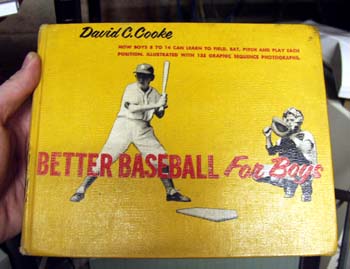 David C. Cooke
HOW BOYS 8 TO 14 CAN LEARN TO FIELD, BAT, PITCH AND PLAY EACH
POSITION. ILLUSTRATED WITH 155 GRAPHIC SEQUENCE PHOTOGRAPHS.
BETTER BASEBALL For Boys